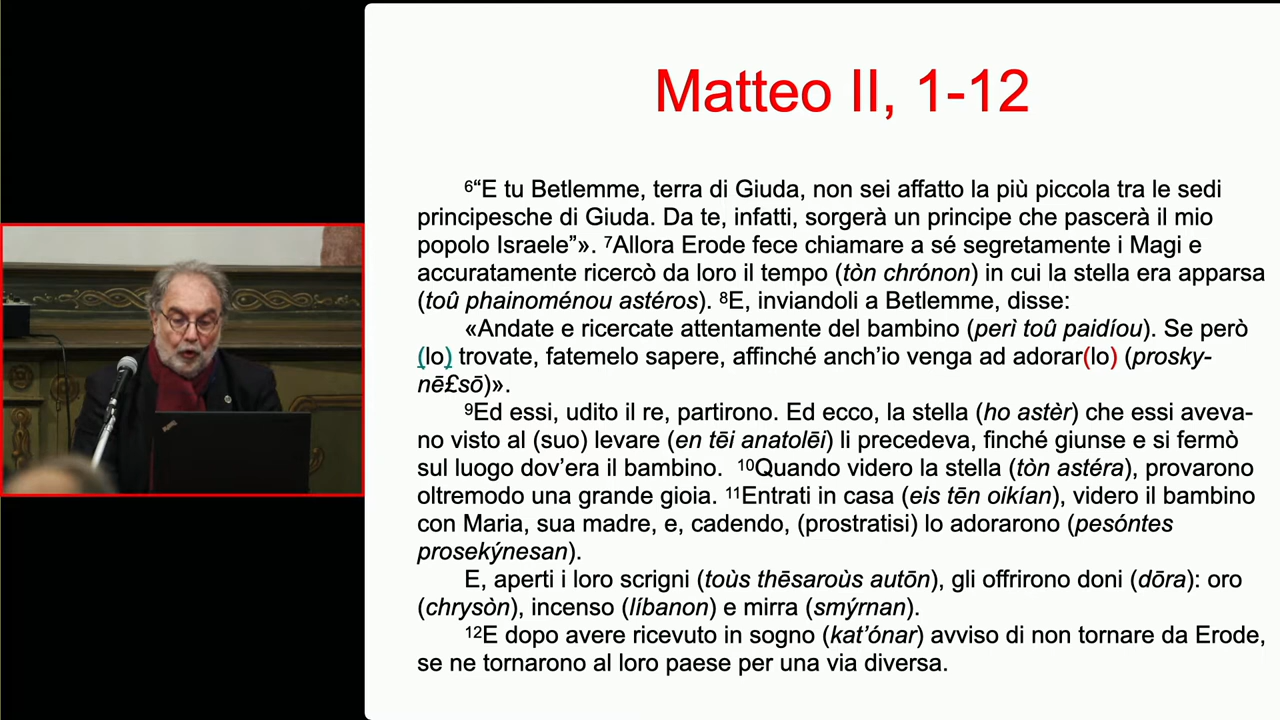 Matteo II, 1-12
6“E tu Betlemme, terra di Giuda, non sei affatto la più piccola tra le sedi
principesche di Giuda. Da te, infatti, sorgerà un principe che pascerà il mio
popolo Israele”». 7Allora Erode fece chiamare a sé segretamente i Magi e
accuratamente ricercò da loro il tempo (tòn chrónon) in cui la stella era apparsa
(toû phainoménou astéros). 8E, inviandoli a Betlemme, disse:
«Andate e ricercate attentamente del bambino (perì toû paidíou). Se però
(lo) trovate, fatemelo sapere, affinché anch’io venga ad adorar(lo) (prosky-
nē£sō)».
9Ed essi, udito il re, partirono. Ed ecco, la stella (ho astèr) che essi aveva-
no visto al (suo) levare (en tēi anatolēi) li precedeva, finché giunse e si fermò
sul luogo dov’era il bambino. 10Quando videro la stella (tòn astéra), provarono
oltremodo una grande gioia. 11Entrati in casa (eis tēn oikían), videro il bambino
con Maria, sua madre, e, cadendo, (prostratisi) lo adorarono (pesóntes
prosekýnesan).
E, aperti i loro scrigni (toùs thēsaroùs autōn), gli offrirono doni (dōra): oro
(chrysòn), incenso (líbanon) e mirra (smýrnan).
12E dopo avere ricevuto in sogno (kat’ónar) avviso di non tornare da Erode,
se ne tornarono al loro paese per una via diversa.